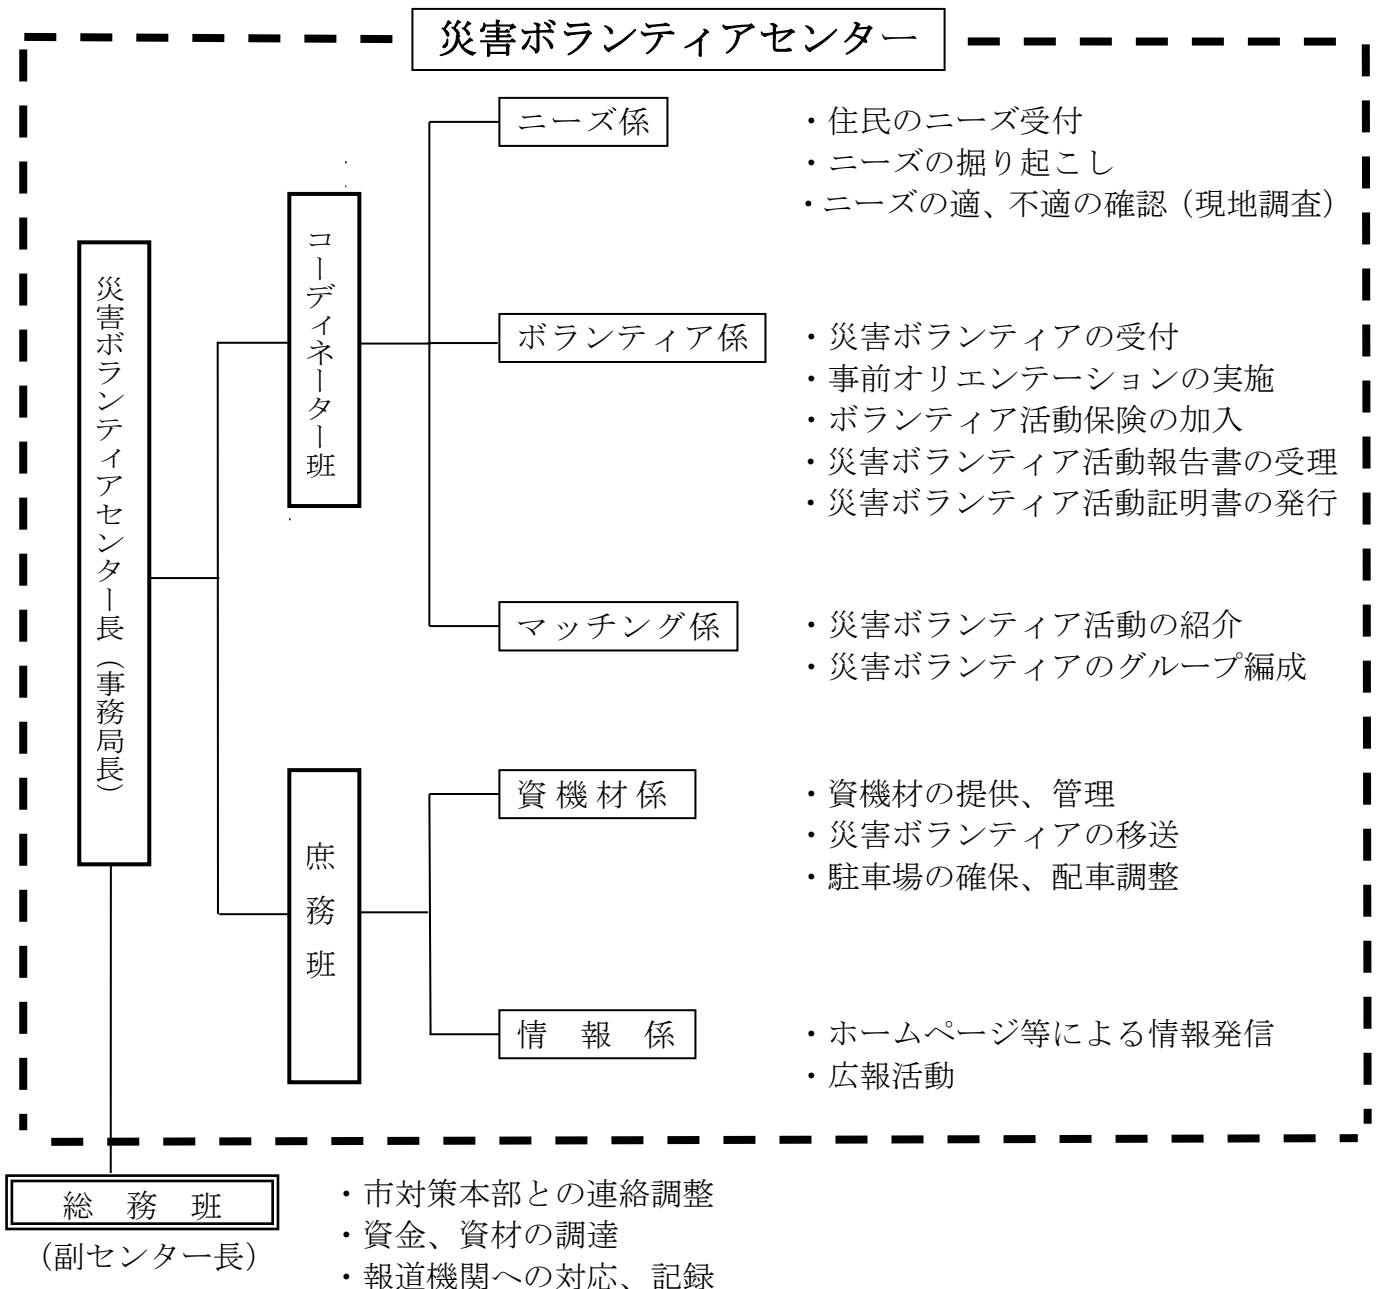 災害ボランティアセンター
ニーズ係
・住民のニーズ受付
・ニーズの掘り起こし
・ニーズの適、不適の確認（現地調査）
コーディネーター班
災害ボランティアセンター長（事務局長）
ボランティア係
・災害ボランティアの受付
・事前オリエンテーションの実施
・ボランティア活動保険の加入
・災害ボランティア活動報告書の受理
・災害ボランティア活動証明書の発行
マッチング係
・災害ボランティア活動の紹介
・災害ボランティアのグループ編成
庶務班
資機材係
・資機材の提供、管理
・災害ボランティアの移送
・駐車場の確保、配車調整
情報係
・ホームページ等による情報発信
・広報活動
総務班
（副センター長）
・市対策本部との連絡調整
・資金、資材の調達
・報道機関への対応、記録